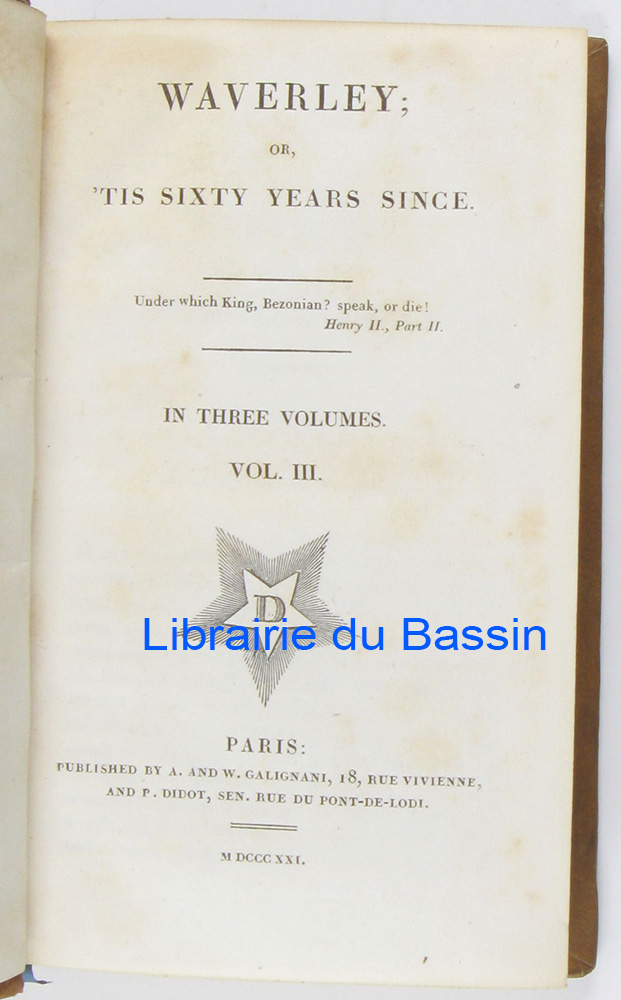 WAVERLEY;
OR,
'TIS SIXTY YEARS SINCE.
Under which King, Bezonian? speak, or die!
Henry II., Part II.
IN THREE VOLUMES.
VOL. III.
D
Librairie du Bassin
PARIS:
PUBLISHED BY A. AND W. GALIGNANI, 18, RUE VIVIENNE,
AND P. DIDOT, SEN. RUE DU PONT-DE-LODI.
M DCCC XXI.